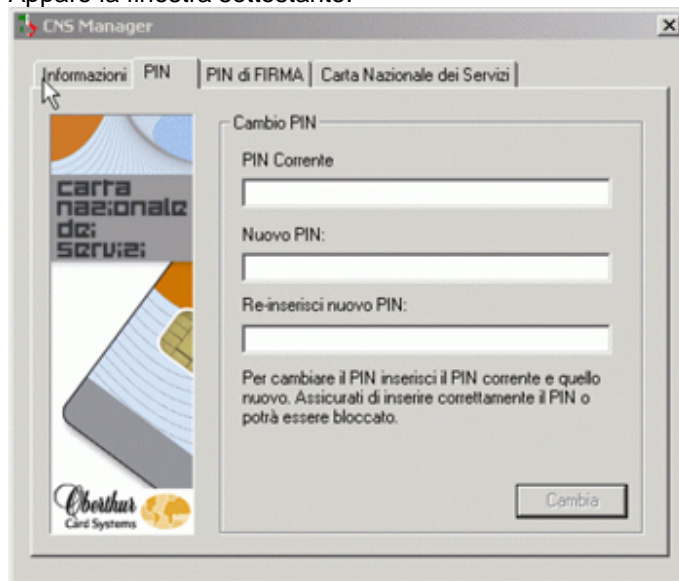 Appare la finestra sottostante:
CNS Manager
Informazioni PIN PIN di FIRMA Carta Nazionale dei Servizi
carta
nazionale
dei
servizi
Oberthur
Card Systems
Cambio PIN
PIN Corrente
Nuovo PIN:
Re-inserisci nuovo PIN:
Per cambiare il PIN inserisci il PIN corrente e quello
nuovo. Assicurati di inserire correttamente il PIN o
potrà essere bloccato.
Cambia